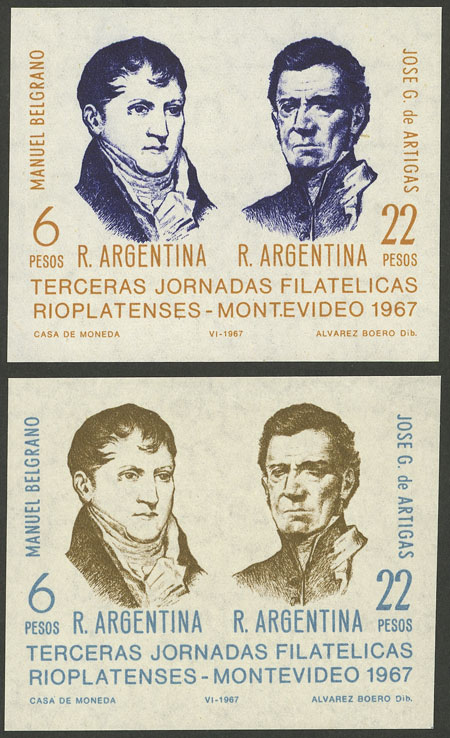 MANUEL BELGRANO
JOSE G. de ARTIGAS
6 PESOS
R. ARGENTINA R. ARGENTINA
22 PESOS
TERCERAS JORNADAS FILATELICAS
RIOPLATENSES - MONTEVIDEO 1967
CASA DE MONEDA VI-1967 ALVAREZ BOERO Dib.
MANUEL BELGRANO
JOSE G. de ARTIGAS
6 PESOS
R. ARGENTINA R. ARGENTINA
22 PESOS
TERCERAS JORNADAS FILATELICAS
RIOPLATENSES - MONTEVIDEO 1967
CASA DE MONEDA VI-1967 ALVAREZ BOERO Dib.